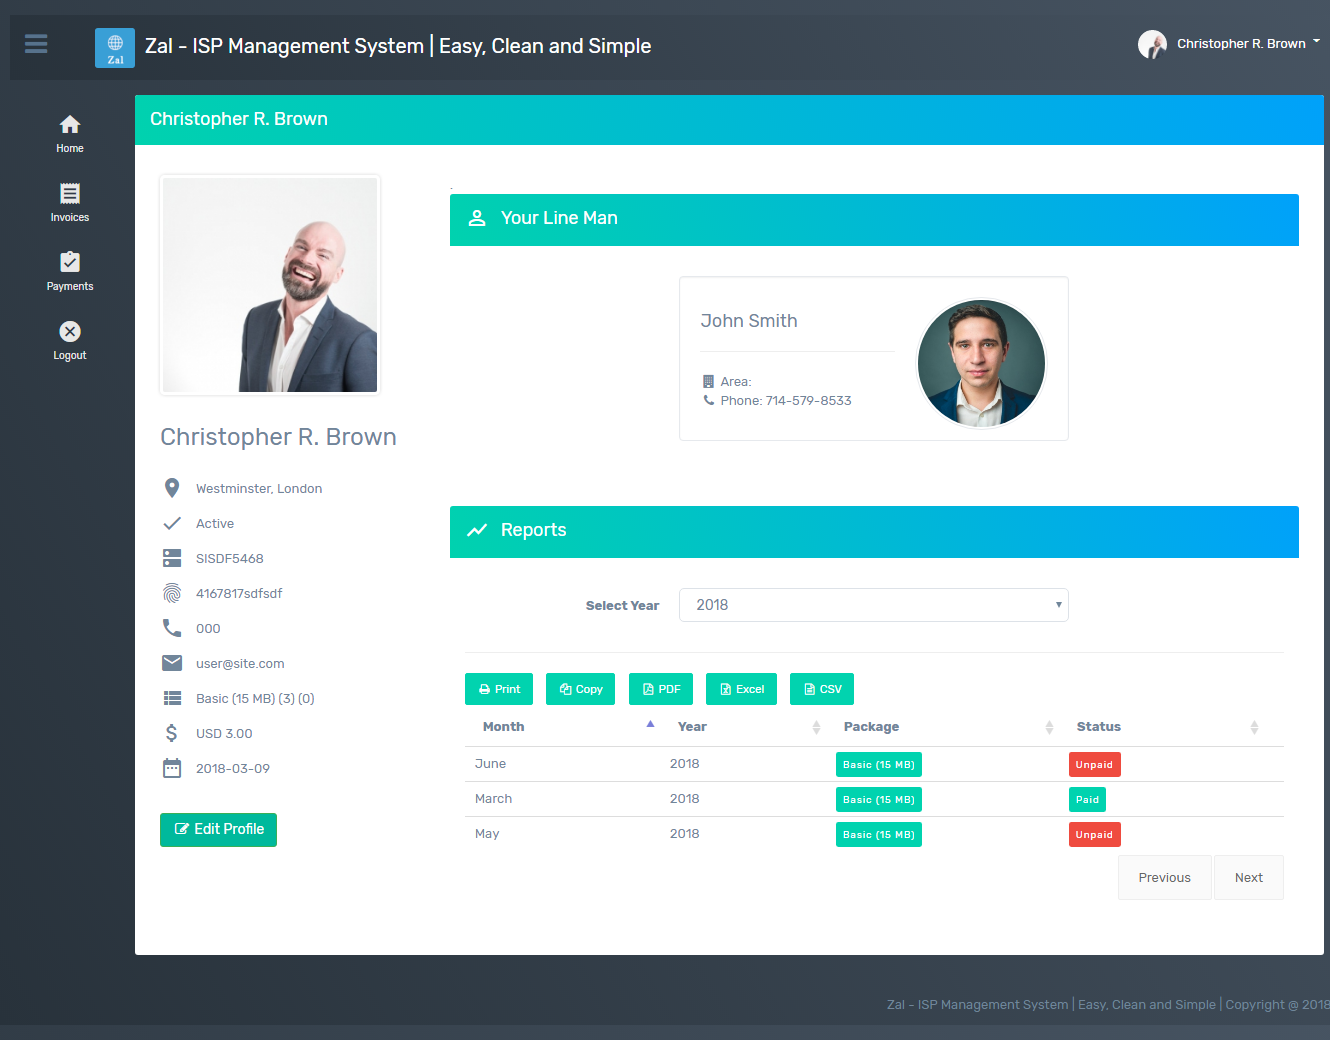 Zal
Zal - ISP Management System | Easy, Clean and Simple
Christopher R. Brown
Home
Invoices
Payments
Logout
Christopher R. Brown
Christopher R. Brown
Westminster, London
Active
SISDF5468
4167817sdfsdf
000
user@site.com
Basic (15 MB) (3) (0)
USD 3.00
2018-03-09
Edit Profile
Your Line Man
John Smith
Area:
Phone: 714-579-8533
Reports
Select Year 2018
Print Copy PDF Excel CSV
Month Year Package Status
June 2018 Basic (15 MB) Unpaid
March 2018 Basic (15 MB) Paid
May 2018 Basic (15 MB) Unpaid
Previous Next
Zal - ISP Management System | Easy, Clean and Simple | Copyright @ 2018